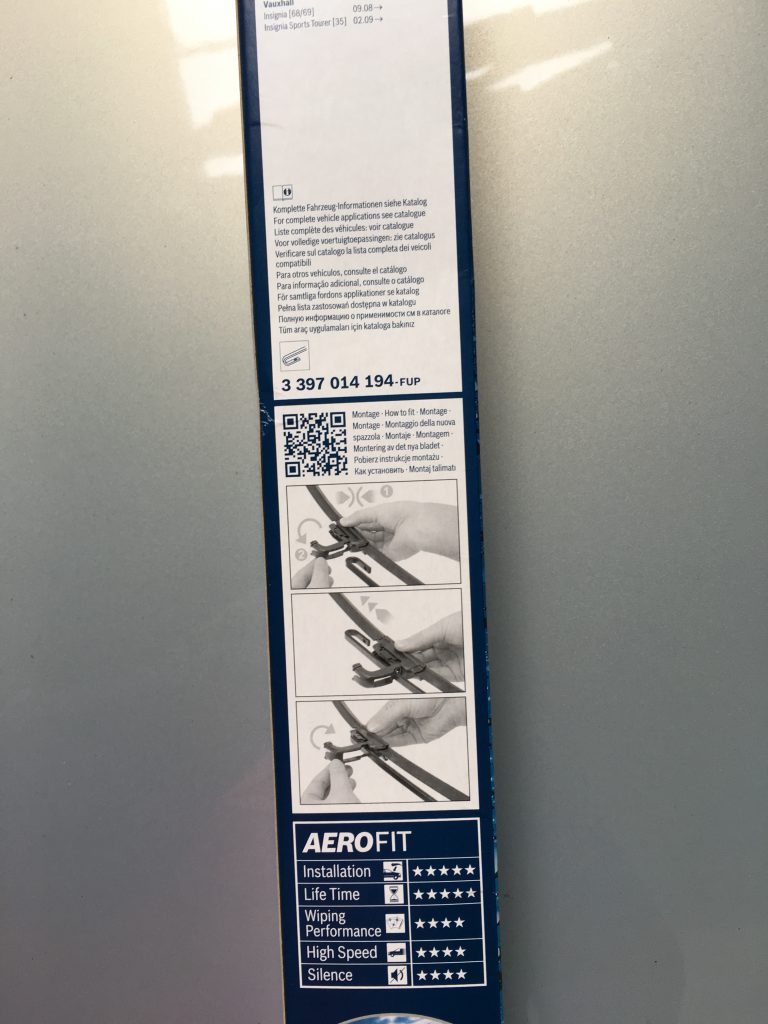 Vauxhall
Insignia [68/69] 09.08→
Insignia Sports Tourer [35] 02.09→
Komplette Fahrzeug-Informationen siehe Katalog
For complete vehicle applications see catalogue
Liste complète des véhicules: voir catalogue
Voor volledige voertuigtoepassingen: zie catalogus
Verificare sul catalogo la lista completa dei veicoli
compatibili
Para otros vehículos, consulte el catálogo
Para informação adicional, consulte o catálogo
För samtliga fordons applikationer se katalog
Pełna lista zastosowań dostępna w katalogu
Полную информацию о применимости см в каталоге
Tüm araç uygulamaları için kataloga bakınız
3 397 014 194-FUP
Montage · How to fit · Montage ·
Montage · Montaggio della nuova
spazzola · Montaje · Montagem ·
Montering av det nya bladet ·
Pobierz instrukcje montażu ·
Как установить · Montaj talimatı
1
2
AEROFIT
Installation ★★★★★
Life Time ★★★★★
Wiping
Performance ★★★★
High Speed ★★★★
Silence ★★★★